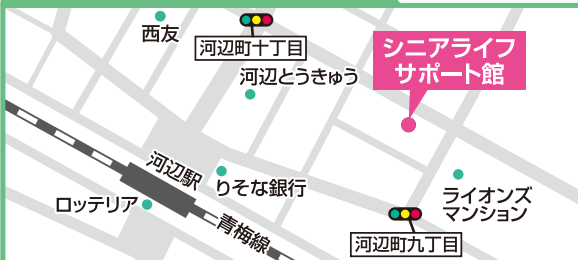 西友
河辺町十丁目
シニアライフ
サポート館
河辺とうきゅう
河辺駅
りそな銀行
ロッテリア
ライオンズ
マンション
青梅線
河辺町九丁目